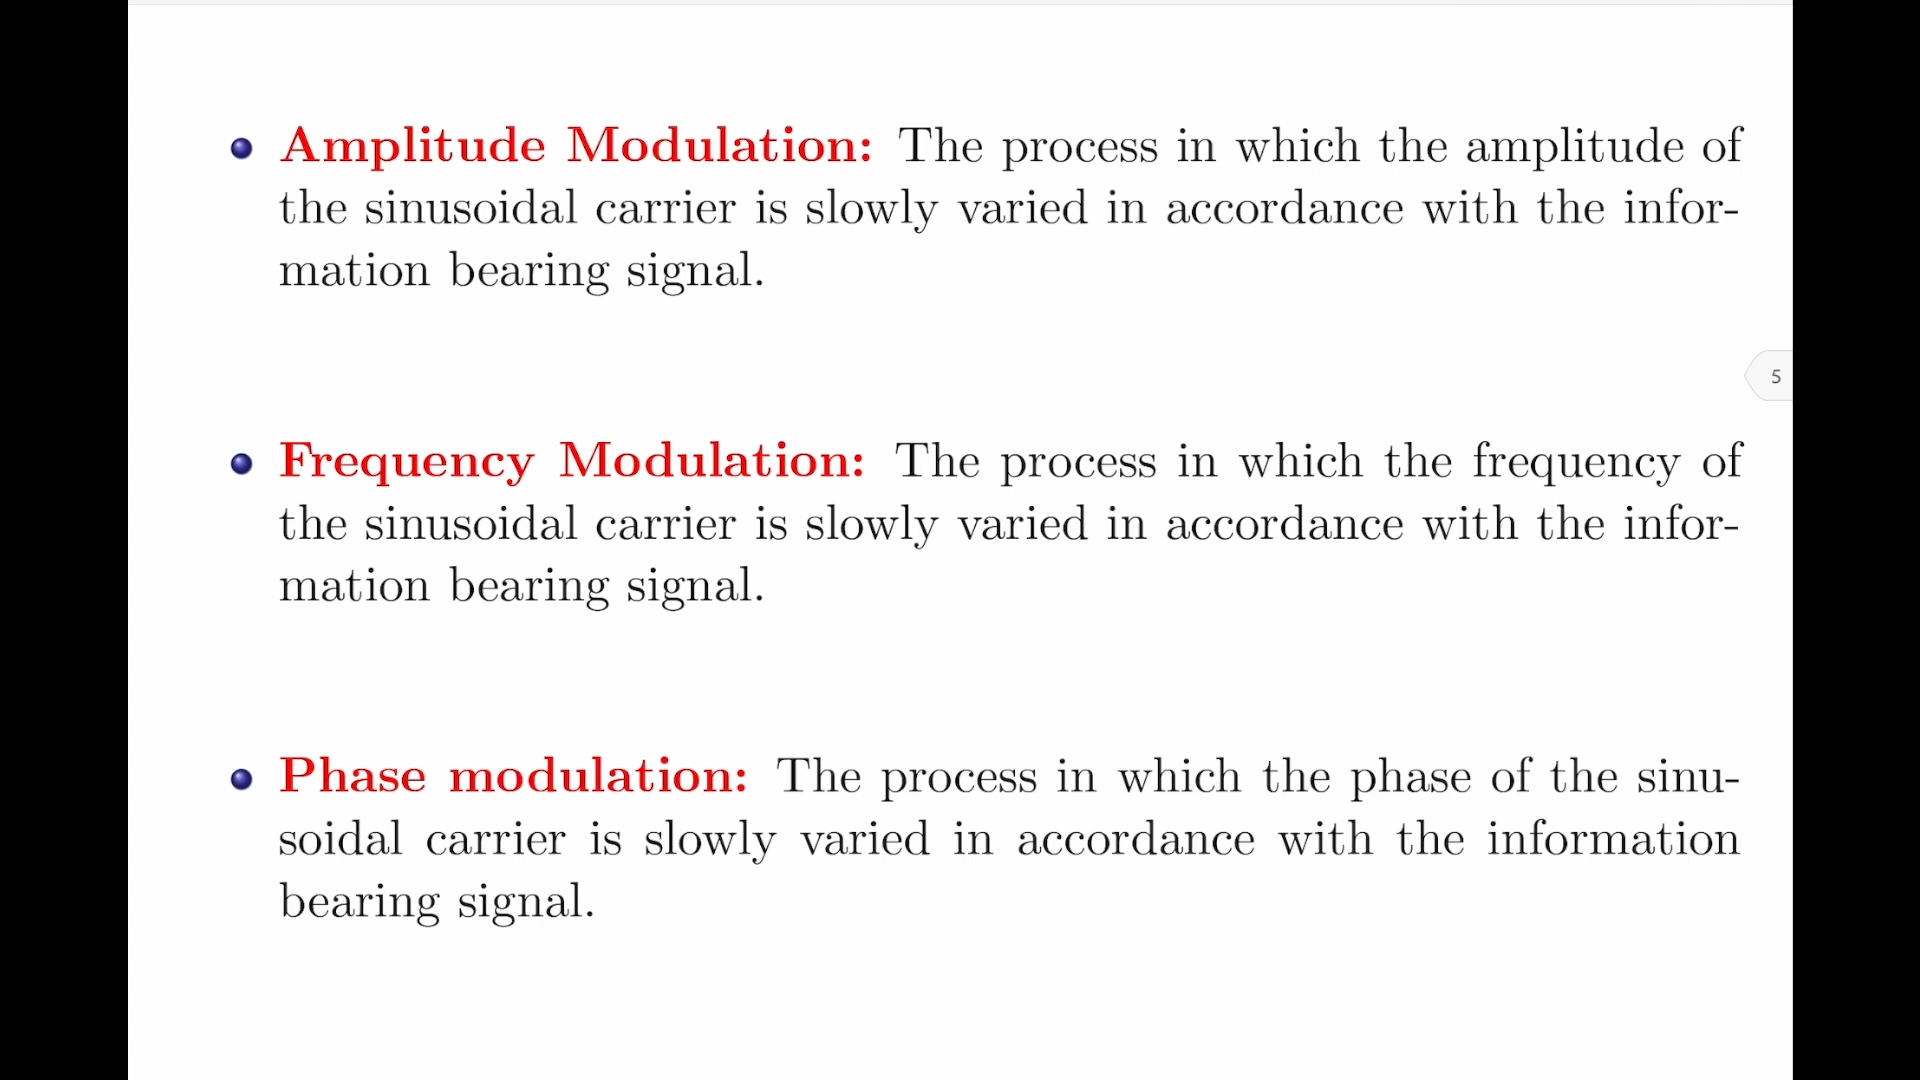 Amplitude Modulation: The process in which the amplitude of
the sinusoidal carrier is slowly varied in accordance with the infor-
mation bearing signal.
5
Frequency Modulation: The process in which the frequency of
the sinusoidal carrier is slowly varied in accordance with the infor-
mation bearing signal.
Phase modulation: The process in which the phase of the sinu-
soidal carrier is slowly varied in accordance with the information
bearing signal.